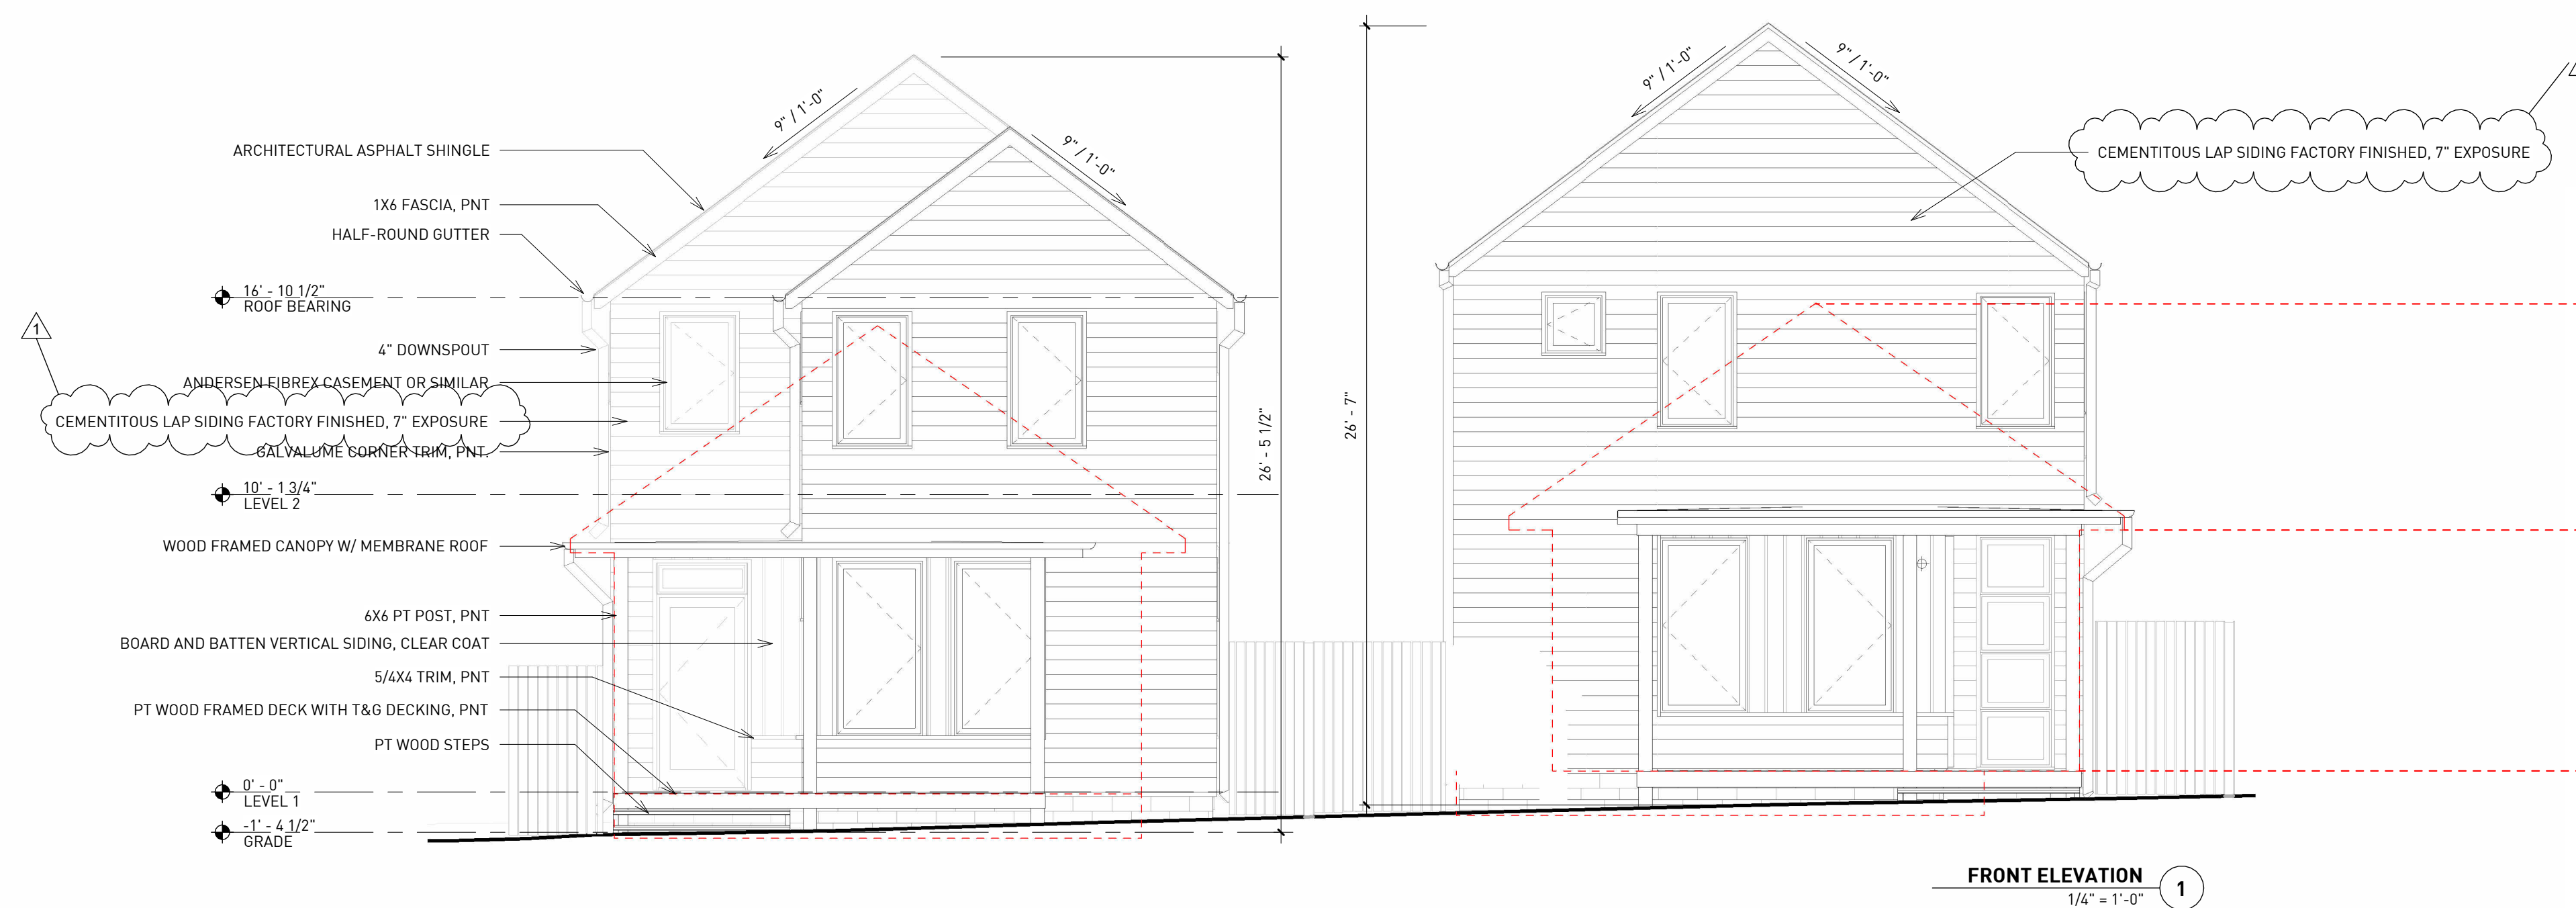 ARCHITECTURAL ASPHALT SHINGLE
1X6 FASCIA, PNT
HALF-ROUND GUTTER
16' - 10 1/2"
ROOF BEARING
1
4" DOWNSPOUT
ANDERSEN FIBREX CASEMENT OR SIMILAR
CEMENTITOUS LAP SIDING FACTORY FINISHED, 7" EXPOSURE
GALVALUME CORNER TRIM, PNT.
10' - 1 3/4"
LEVEL 2
WOOD FRAMED CANOPY W/ MEMBRANE ROOF
6X6 PT POST, PNT
BOARD AND BATTEN VERTICAL SIDING, CLEAR COAT
5/4X4 TRIM, PNT
PT WOOD FRAMED DECK WITH T&G DECKING, PNT
PT WOOD STEPS
0' - 0"
LEVEL 1
-1' - 4 1/2"
GRADE
9" / 1'-0"
9" / 1'-0"
26' - 5 1/2"
26' - 7"
9" / 1'-0"
9" / 1'-0"
CEMENTITOUS LAP SIDING FACTORY FINISHED, 7" EXPOSURE
FRONT ELEVATION
1/4" = 1'-0"
1